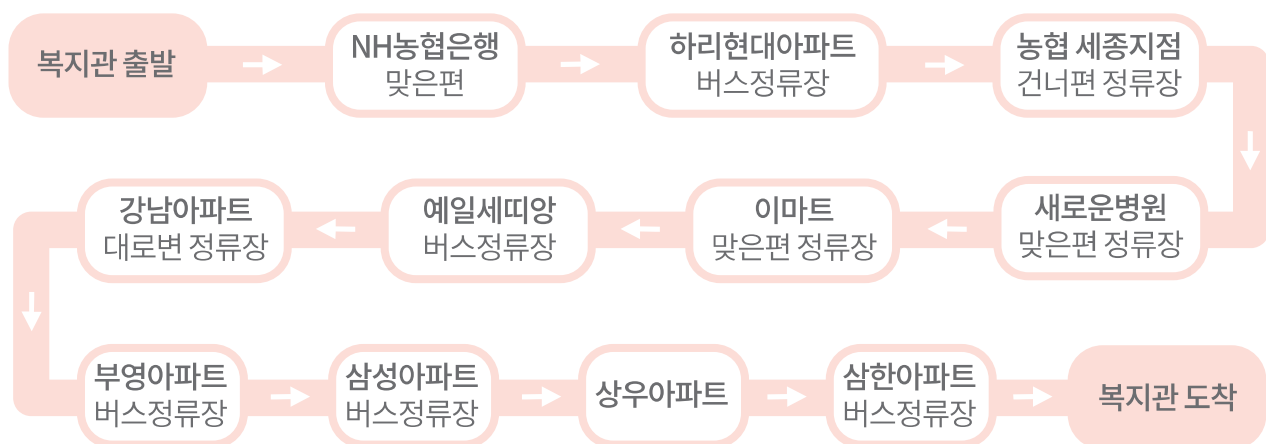 복지관 출발
NH농협은행
맞은편
하리현대아파트
버스정류장
농협 세종지점
건너편 정류장
새로운병원
맞은편 정류장
이마트
맞은편 정류장
예일세띠앙
버스정류장
강남아파트
대로변 정류장
부영아파트
버스정류장
삼성아파트
버스정류장
상우아파트
삼한아파트
버스정류장
복지관 도착